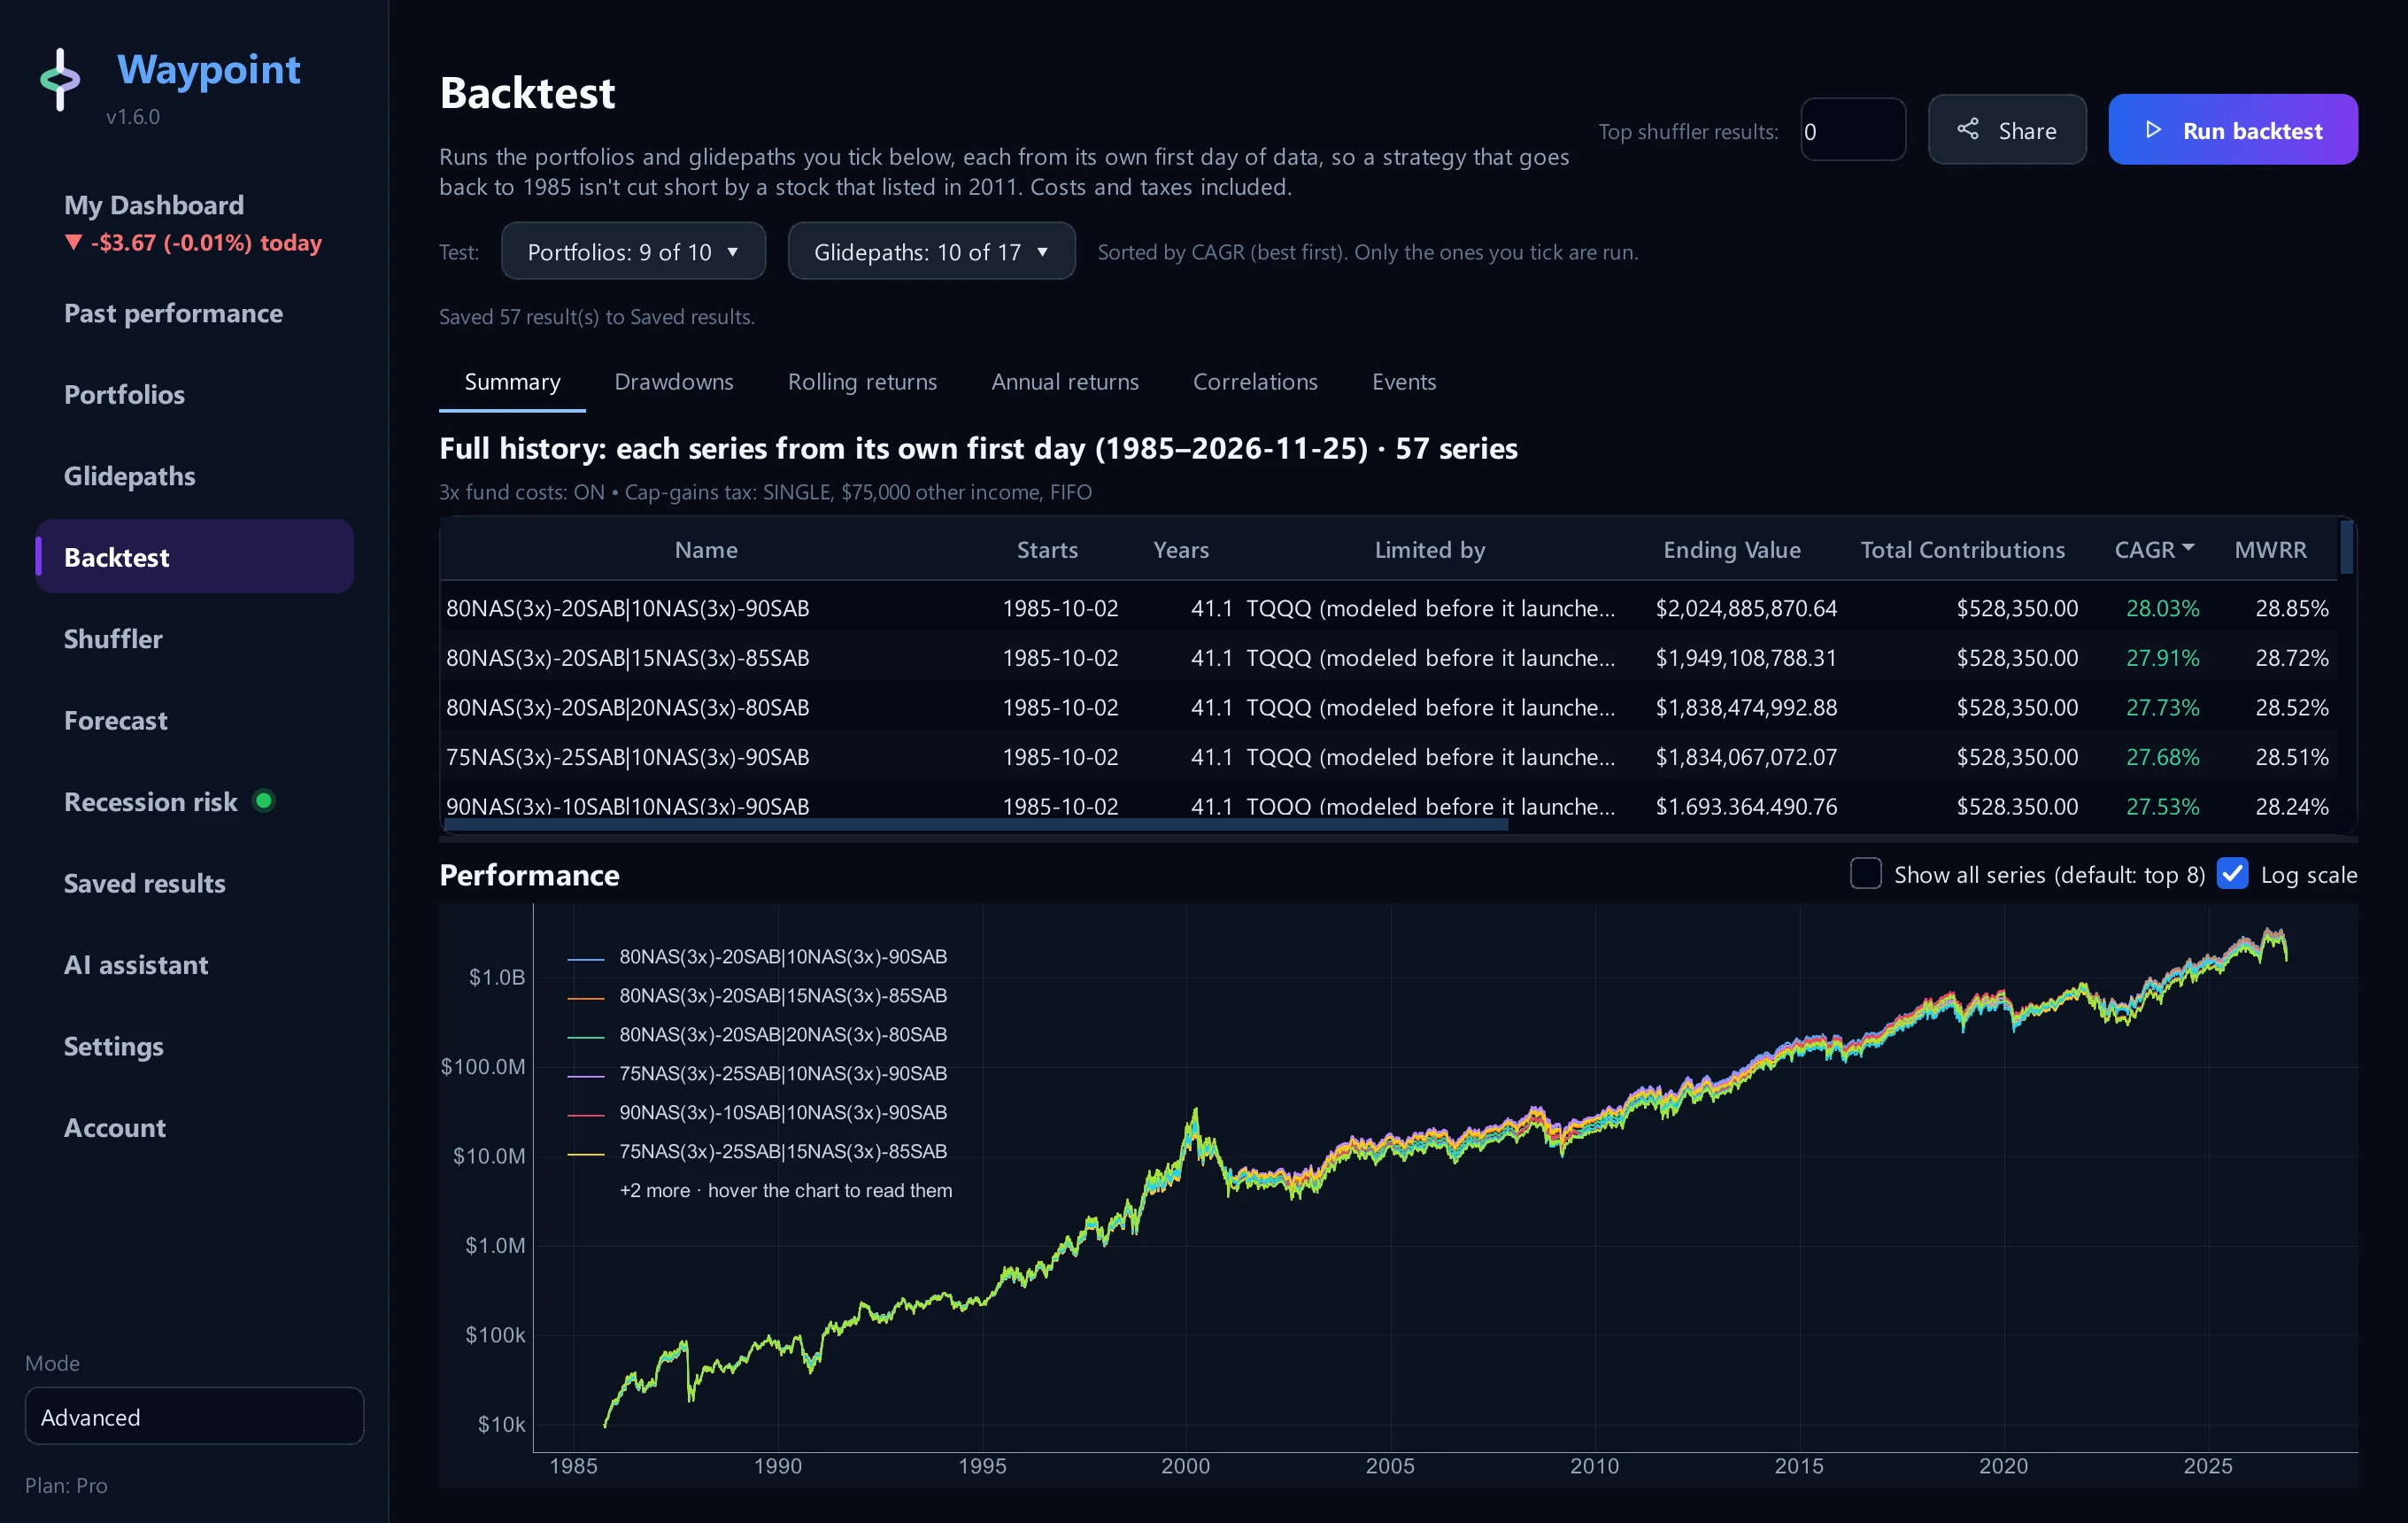 Waypoint
v1.6.0
My Dashboard
▼ -$3.67 (-0.01%) today
Past performance
Portfolios
Glidepaths
Backtest
Shuffler
Forecast
Recession risk
Saved results
AI assistant
Settings
Account
Mode
Advanced
Plan: Pro
Backtest
Runs the portfolios and glidepaths you tick below, each from its own first day of data, so a strategy that goes
back to 1985 isn't cut short by a stock that listed in 2011. Costs and taxes included.
Top shuffler results: 0 Share Run backtest
Test: Portfolios: 9 of 10 ▼ Glidepaths: 10 of 17 ▼ Sorted by CAGR (best first). Only the ones you tick are run.
Saved 57 result(s) to Saved results.
Summary Drawdowns Rolling returns Annual returns Correlations Events
Full history: each series from its own first day (1985–2026-11-25) · 57 series
3x fund costs: ON • Cap-gains tax: SINGLE, $75,000 other income, FIFO
Name Starts Years Limited by Ending Value Total Contributions CAGR MWRR
80NAS(3x)-20SAB|10NAS(3x)-90SAB 1985-10-02 41.1 TQQQ (modeled before it launche... $2,024,885,870.64 $528,350.00 28.03% 28.85%
80NAS(3x)-20SAB|15NAS(3x)-85SAB 1985-10-02 41.1 TQQQ (modeled before it launche... $1,949,108,788.31 $528,350.00 27.91% 28.72%
80NAS(3x)-20SAB|20NAS(3x)-80SAB 1985-10-02 41.1 TQQQ (modeled before it launche... $1,838,474,992.88 $528,350.00 27.73% 28.52%
75NAS(3x)-25SAB|10NAS(3x)-90SAB 1985-10-02 41.1 TQQQ (modeled before it launche... $1,834,067,072.07 $528,350.00 27.68% 28.51%
90NAS(3x)-10SAB|10NAS(3x)-90SAB 1985-10-02 41.1 TQQQ (modeled before it launche... $1,693,364,490.76 $528,350.00 27.53% 28.24%
Performance
Show all series (default: top 8) Log scale
80NAS(3x)-20SAB|10NAS(3x)-90SAB
80NAS(3x)-20SAB|15NAS(3x)-85SAB
80NAS(3x)-20SAB|20NAS(3x)-80SAB
75NAS(3x)-25SAB|10NAS(3x)-90SAB
90NAS(3x)-10SAB|10NAS(3x)-90SAB
75NAS(3x)-25SAB|15NAS(3x)-85SAB
+2 more · hover the chart to read them
$1.0B
$100.0M
$10.0M
$1.0M
$100k
$10k
1985 1990 1995 2000 2005 2010 2015 2020 2025